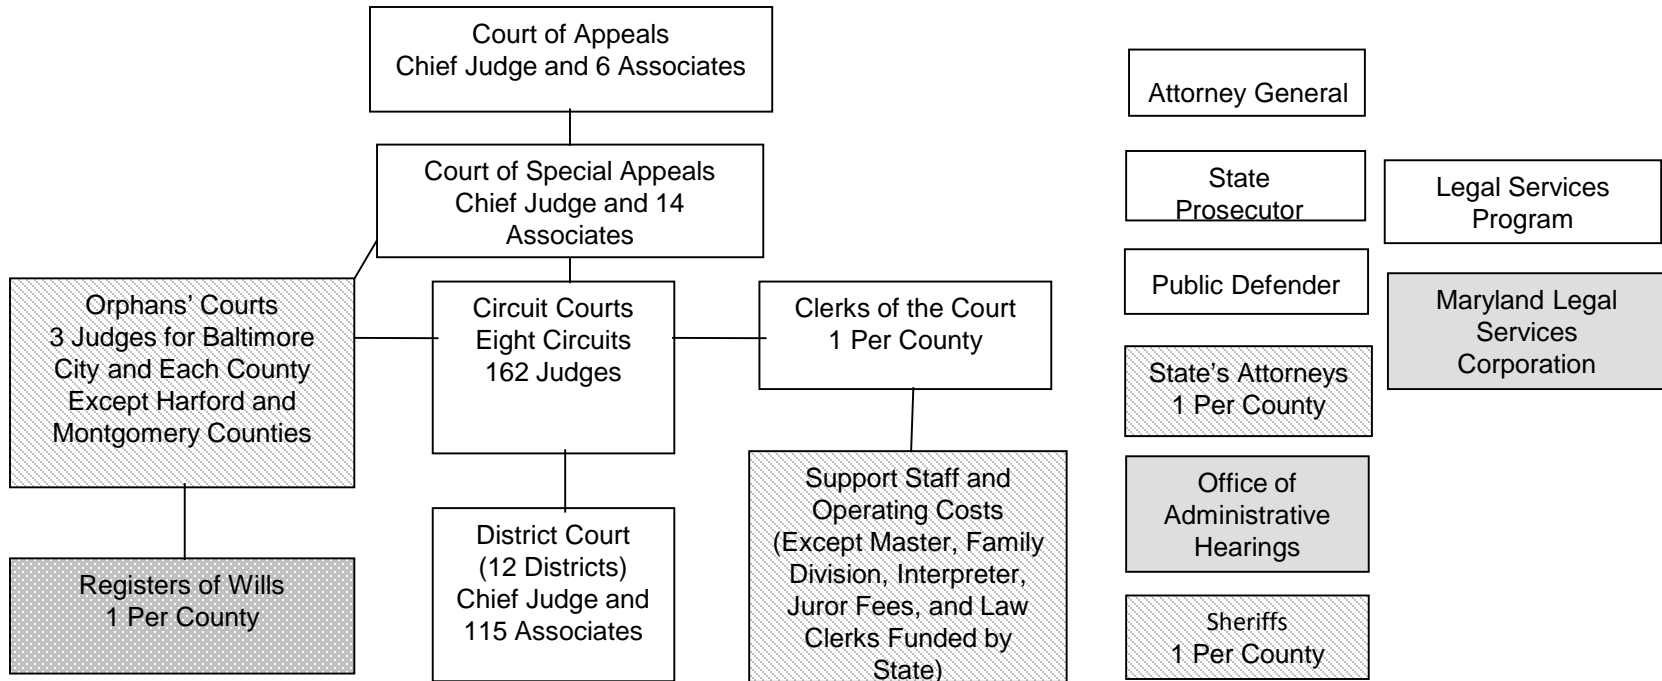 Court of Appeals
Chief Judge and 6 Associates
Court of Special Appeals
Chief Judge and 14
Associates
Orphans’ Courts
3 Judges for Baltimore
City and Each County
Except Harford and
Montgomery Counties
Circuit Courts
Eight Circuits
162 Judges
Clerks of the Court
1 Per County
Registers of Wills
1 Per County
District Court
(12 Districts)
Chief Judge and
115 Associates
Support Staff and
Operating Costs
(Except Master, Family
Division, Interpreter,
Juror Fees, and Law
Clerks Funded by
State)
Attorney General
State
Prosecutor
Public Defender
State’s Attorneys
1 Per County
Office of
Administrative
Hearings
Sheriffs
1 Per County
Legal Services
Program
Maryland Legal
Services
Corporation